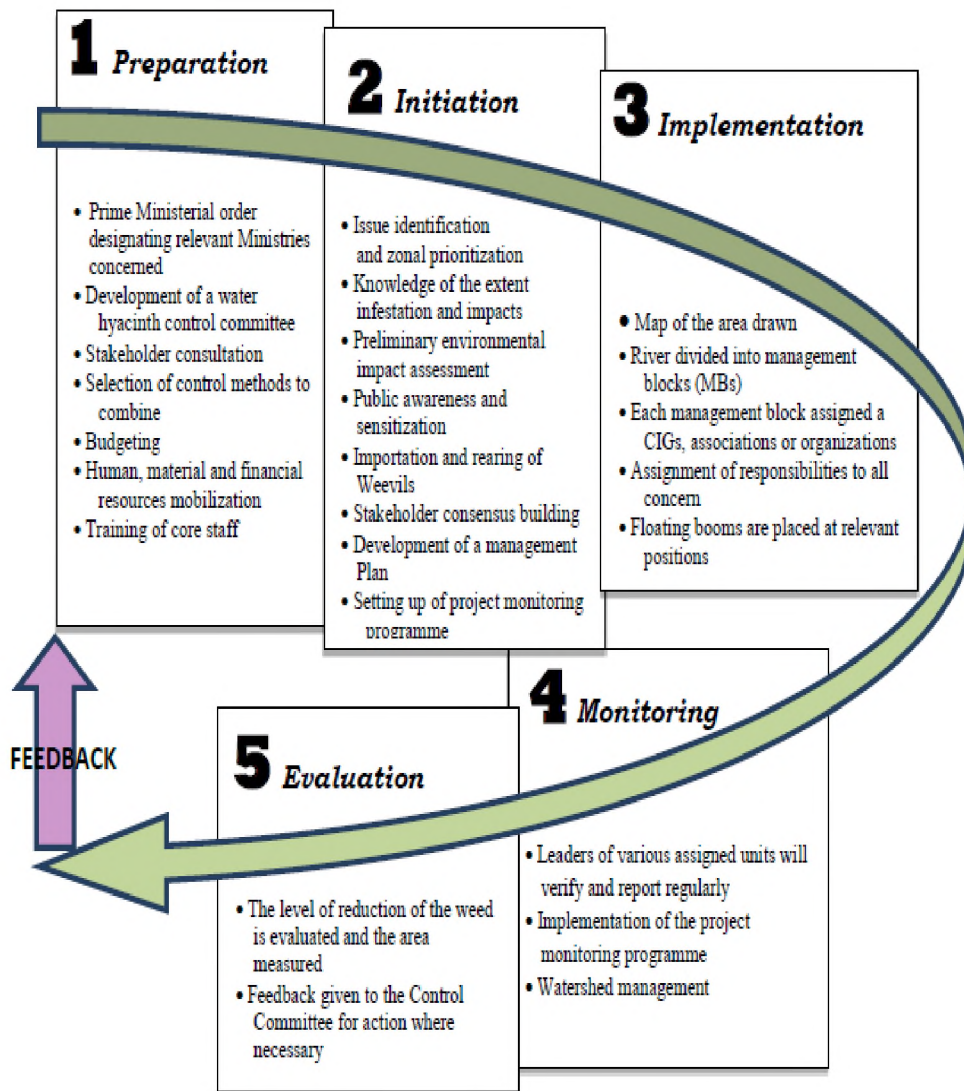 1 Preparation
• Prime Ministerial order
designating relevant Ministries
concerned
• Development of a water
hyacinth control committee
• Stakeholder consultation
• Selection of control methods to
combine
• Budgeting
• Human, material and financial
resources mobilization
• Training of core staff
2 Initiation
• Issue identification
and zonal prioritization
• Knowledge of the extent
infestation and impacts
• Preliminary environmental
impact assessment
• Public awareness and
sensitization
• Importation and rearing of
Weevils
• Stakeholder consensus building
• Development of a management
Plan
• Setting up of project monitoring
programme
3 Implementation
• Map of the area drawn
• River divided into management
blocks (MBs)
• Each management block assigned a
CIGs, associations or organizations
• Assignment of responsibilities to all
concern
• Floating booms are placed at relevant
positions
4 Monitoring
• Leaders of various assigned units will
verify and report regularly
• Implementation of the project
monitoring programme
• Watershed management
5 Evaluation
• The level of reduction of the weed
is evaluated and the area
measured
• Feedback given to the Control
Committee for action where
necessary
FEEDBACK